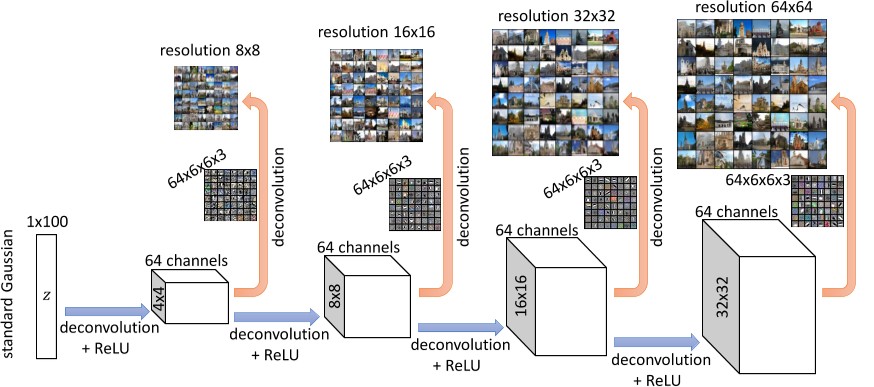 resolution 8x8
resolution 16x16
resolution 32x32
resolution 64x64
64x6x6x3
64x6x6x3
64x6x6x3
64x6x6x3
deconvolution
deconvolution
deconvolution
deconvolution
standard Gaussian
1x100
z
64 channels
4x4
64 channels
8x8
64 channels
16x16
64 channels
32x32
deconvolution
+ ReLU
deconvolution
+ ReLU
deconvolution
+ ReLU
deconvolution
+ ReLU